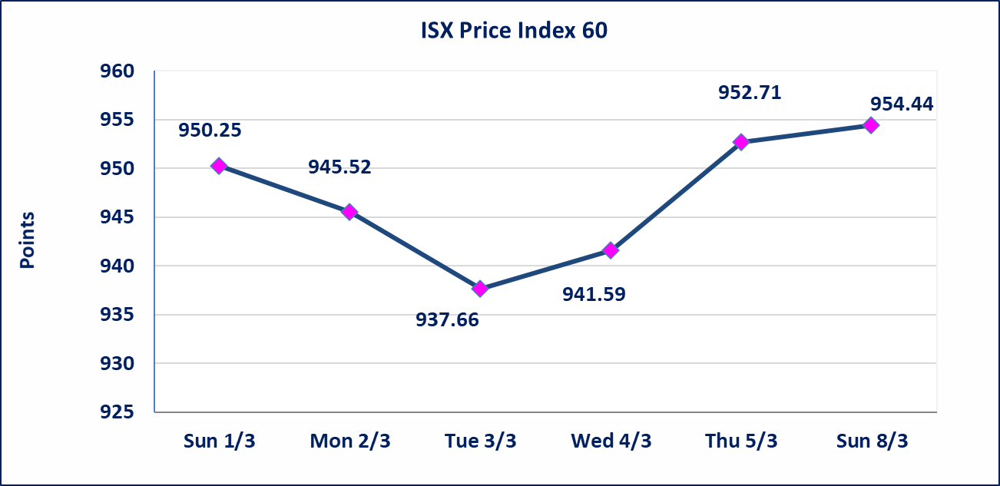 ISX Price Index 60
Points
960
955
950
945
940
935
930
925
950.25
945.52
937.66
941.59
952.71
954.44
Sun 1/3
Mon 2/3
Tue 3/3
Wed 4/3
Thu 5/3
Sun 8/3